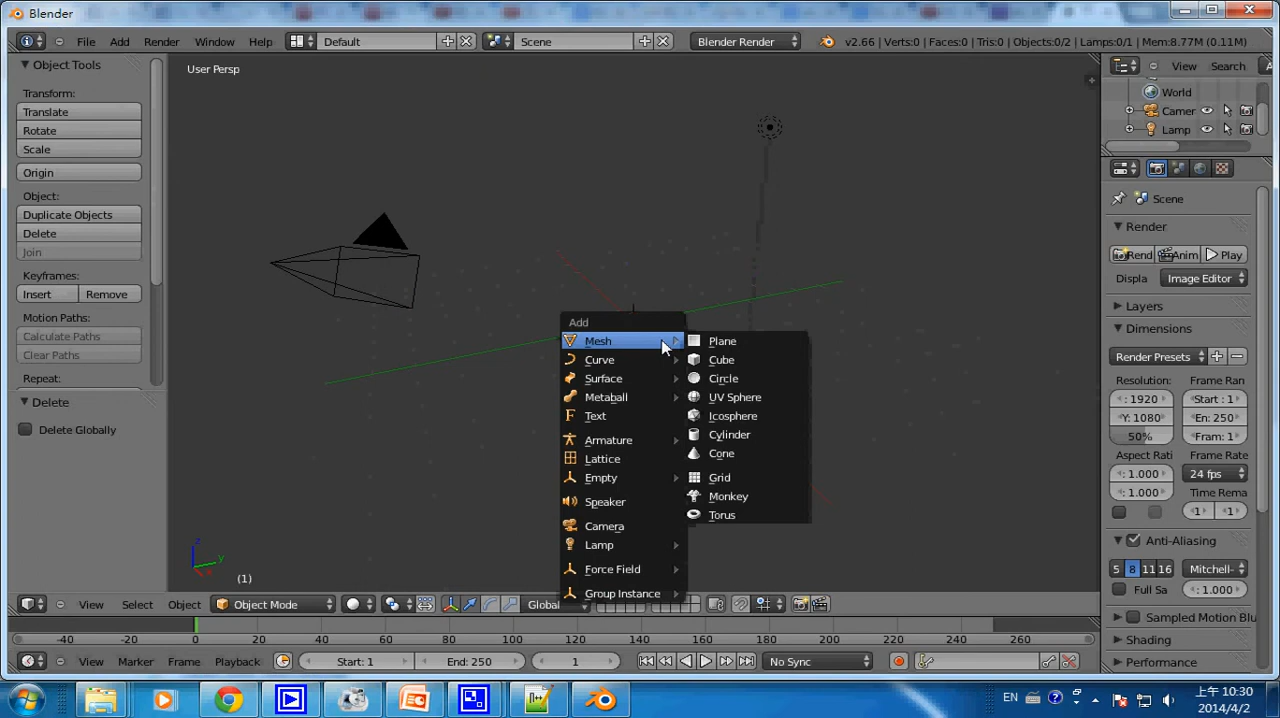 Blender
File Add Render Window Help Default Scene Blender Render v2.66 | Verts:0 | Faces:0 | Tris:0 | Objects:0/2 | Lamps:0/1 | Mem:8.77M (0.11M)
View Search
Object Tools
Transform:
Translate
Rotate
Scale
Origin
Object:
Duplicate Objects
Delete
Join
Keyframes:
Insert Remove
Motion Paths:
Calculate Paths
Clear Paths
Repeat:
Delete
Delete Globally
User Persp
Add
Mesh
Curve
Surface
Metaball
Text
Armature
Lattice
Empty
Speaker
Camera
Lamp
Force Field
Group Instance
Plane
Cube
Circle
UV Sphere
Icosphere
Cylinder
Cone
Grid
Monkey
Torus
z
y
(1)
World
Camer
Lamp
Scene
Render
Rend Anim Play
Displa Image Editor
Layers
Dimensions
Render Presets
Resolution: Frame Ran
: 1920 Start : 1
Y: 1080 En: 250
50% Fram: 1
Aspect Rati Frame Rate
: 1.000 24 fps
: 1.000 Time Rema
1 1
Anti-Aliasing
5 8 11 16 Mitchell-
Full Sa : 1.000
Sampled Motion Blu
Shading
Performance
View Select Object Object Mode Global
-40 -20 0 20 40 60 80 100 120 140 160 180 200 220 240 260
View Marker Frame Playback Start: 1 End: 250 1 No Sync
EN
上午 10:30
2014/4/2